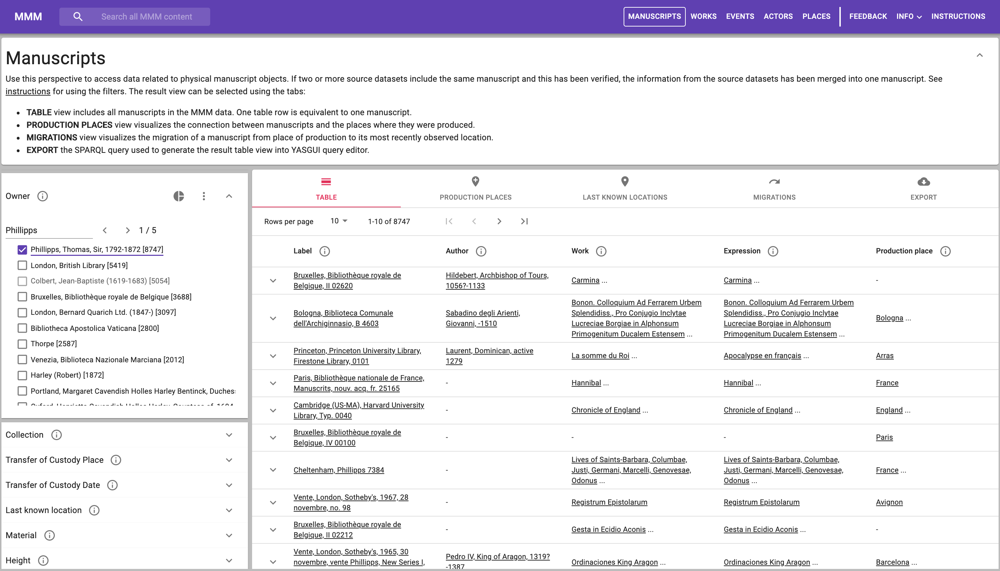 MMM
Search all MMM content
MANUSCRIPTS WORKS EVENTS ACTORS PLACES FEEDBACK INFO INSTRUCTIONS
Manuscripts
Use this perspective to access data related to physical manuscript objects. If two or more source datasets include the same manuscript and this has been verified, the information from the source datasets has been merged into one manuscript. See
instructions for using the filters. The result view can be selected using the tabs:
TABLE view includes all manuscripts in the MMM data. One table row is equivalent to one manuscript.
PRODUCTION PLACES view visualizes the connection between manuscripts and the places where they were produced.
MIGRATIONS view visualizes the migration of a manuscript from place of production to its most recently observed location.
EXPORT the SPARQL query used to generate the result table view into YASGUI query editor.
Owner
Phillipps 1 / 5
Phillipps, Thomas, Sir, 1792-1872 [8747]
London, British Library [5419]
Colbert, Jean-Baptiste (1619-1683) [5054]
Bruxelles, Bibliothèque royale de Belgique [3688]
London, Bernard Quarich Ltd. (1847-) [3097]
Bibliotheca Apostolica Vaticana [2800]
Thorpe [2587]
Venezia, Biblioteca Nazionale Marciana [2012]
Harley (Robert) [1872]
Portland, Margaret Cavendish Holles Harley Bentinck, Duches
Collection
Transfer of Custody Place
Transfer of Custody Date
Last known location
Material
Height
TABLE PRODUCTION PLACES LAST KNOWN LOCATIONS MIGRATIONS EXPORT
Rows per page 10 1-10 of 8747
Label Author Work Expression Production place
Bruxelles, Bibliothèque royale de
Belgique, II 02620
Hildebert, Archbishop of Tours,
1056?-1133
Carmina ...
Carmina ...
-
Bologna, Biblioteca Comunale
dell'Archiginnasio, B 4603
Sabadino degli Arienti,
Giovanni, -1510
Bonon. Colloquium Ad Ferrarem Urbem
Splendidiss., Pro Conjugio Inclytae
Lucreciae Borgiae in Alphonsum
Primogenitum Ducalem Estensem ...
Bonon. Colloquium Ad Ferrarem Urbem
Splendidiss., Pro Conjugio Inclytae
Lucreciae Borgiae in Alphonsum
Primogenitum Ducalem Estensem ...
Bologna ...
Princeton, Princeton University Library,
Firestone Library, 0101
Laurent, Dominican, active
1279
La somme du Roi ...
Apocalypse en français ...
Arras
Paris, Bibliothèque nationale de France,
Manuscrits, nouv. acq. fr. 25165
-
Hannibal ...
Hannibal ...
France
Cambridge (US-MA), Harvard University
Library, Typ. 0040
-
Chronicle of England ...
Chronicle of England ...
England ...
Bruxelles, Bibliothèque royale de
Belgique, IV 00100
-
-
-
Paris
Cheltenham, Phillipps 7384
-
Lives of Saints-Barbara, Columbae,
Justi, Germani, Marcelli, Genovesae,
Odonus ...
Lives of Saints-Barbara, Columbae,
Justi, Germani, Marcelli, Genovesae,
Odonus ...
France ...
Vente, London, Sotheby's, 1967, 28
novembre, no. 98
-
Registrum Epistolarum
Registrum Epistolarum
Avignon
Bruxelles, Bibliothèque royale de
Belgique, II 02212
-
Gesta in Ecidio Aconis ...
Gesta in Ecidio Aconis ...
-
Vente, London, Sotheby's, 1965, 30
novembre, vente Phillipps, New Series I,
Pedro IV, King of Aragon, 1319?
-1387
Ordinaciones King Aragon ...
Ordinaciones King Aragon ...
Barcelona ...